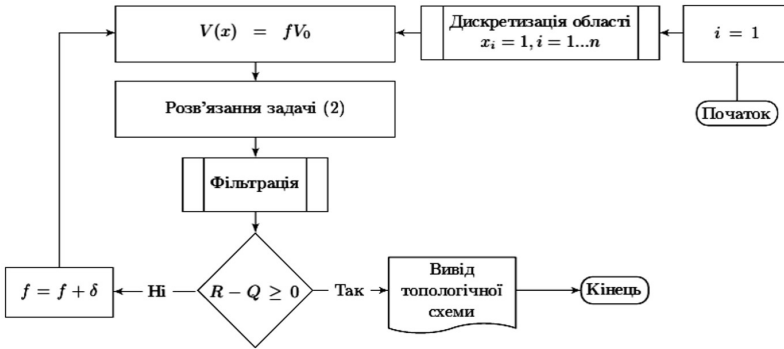 V(x) = fV₀
Дискретизація області
xᵢ = 1, i = 1...n
i = 1
Початок
Розв'язання задачі (2)
Фільтрація
f = f + δ
Ні
R − Q ≥ 0
Так
Вивід
топологічної
схеми
Кінець